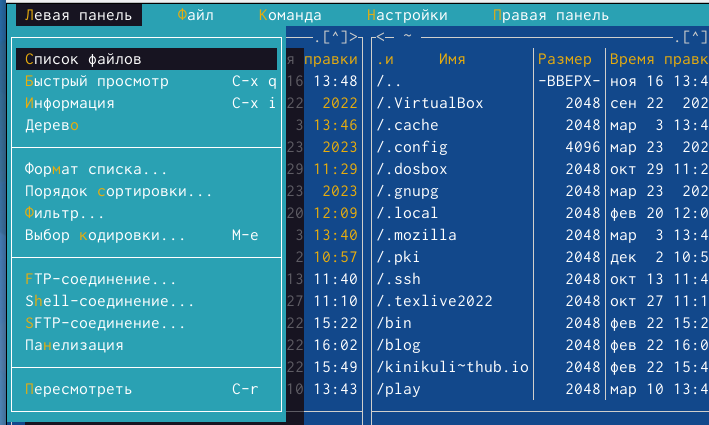 Левая панель Файл Команда Настройки Правая панель
.[^]> <— ~ .[^]
Список файлов я правки .и Имя Размер Время правк
Быстрый просмотр C-x q 16 13:48 /.. -ВВЕРХ- ноя 16 13:4
Информация C-x i 22 2022 /.VirtualBox 2048 сен 22 202
Дерево 3 13:46 /.cache 2048 мар 3 13:4
23 2023 /.config 4096 мар 23 202
Формат списка... 29 11:29 /.dosbox 2048 окт 29 11:2
Порядок сортировки... 23 2023 /.gnupg 2048 мар 23 202
Фильтр... 20 12:09 /.local 2048 фев 20 12:0
Выбор кодировки... M-e 3 13:40 /.mozilla 2048 мар 3 13:4
2 10:57 /.pki 2048 дек 2 10:5
FTP-соединение... 13 11:40 /.ssh 2048 окт 13 11:4
Shell-соединение... 27 11:10 /.texlive2022 2048 окт 27 11:1
SFTP-соединение... 22 15:22 /bin 2048 фев 22 15:2
Панелизация 22 16:02 /blog 2048 фев 22 16:0
22 15:49 /kinikuli~thub.io 2048 фев 22 15:4
Пересмотреть C-r 10 13:43 /play 2048 мар 10 13:4